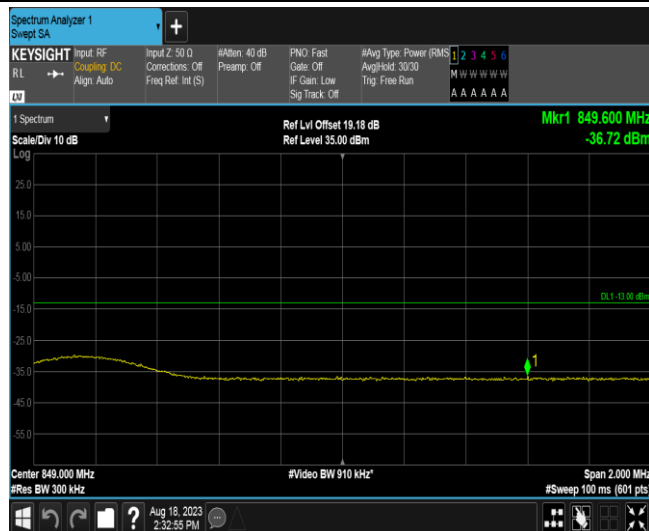 Spectrum Analyzer 1
Swept SA
KEYSIGHT
RL
Input: RF
Coupling: DC
Align: Auto
Input Z: 50 Ω
Corrections: Off
Freq Ref: Int (S)
#Atten: 40 dB
Preamp: Off
PNO: Fast
Gate: Off
IF Gain: Low
Sig Track: Off
#Avg Type: Power (RMS
Avg|Hold: 30/30
Trig: Free Run
1 2 3 4 5 6
M W W W W W
A A A A A A
LXI
1 Spectrum
Scale/Div 10 dB
Ref Lvl Offset 19.18 dB
Ref Level 35.00 dBm
Mkr1 849.600 MHz
-36.72 dBm
Log
25.0
15.0
5.00
-5.00
DL1 -13.00 dBm
-15.0
-25.0
1
-35.0
-45.0
-55.0
Center 849.000 MHz
#Video BW 910 kHz*
Span 2.000 MHz
#Res BW 300 kHz
#Sweep 100 ms (601 pts)
?
Aug 18, 2023
2:32:55 PM